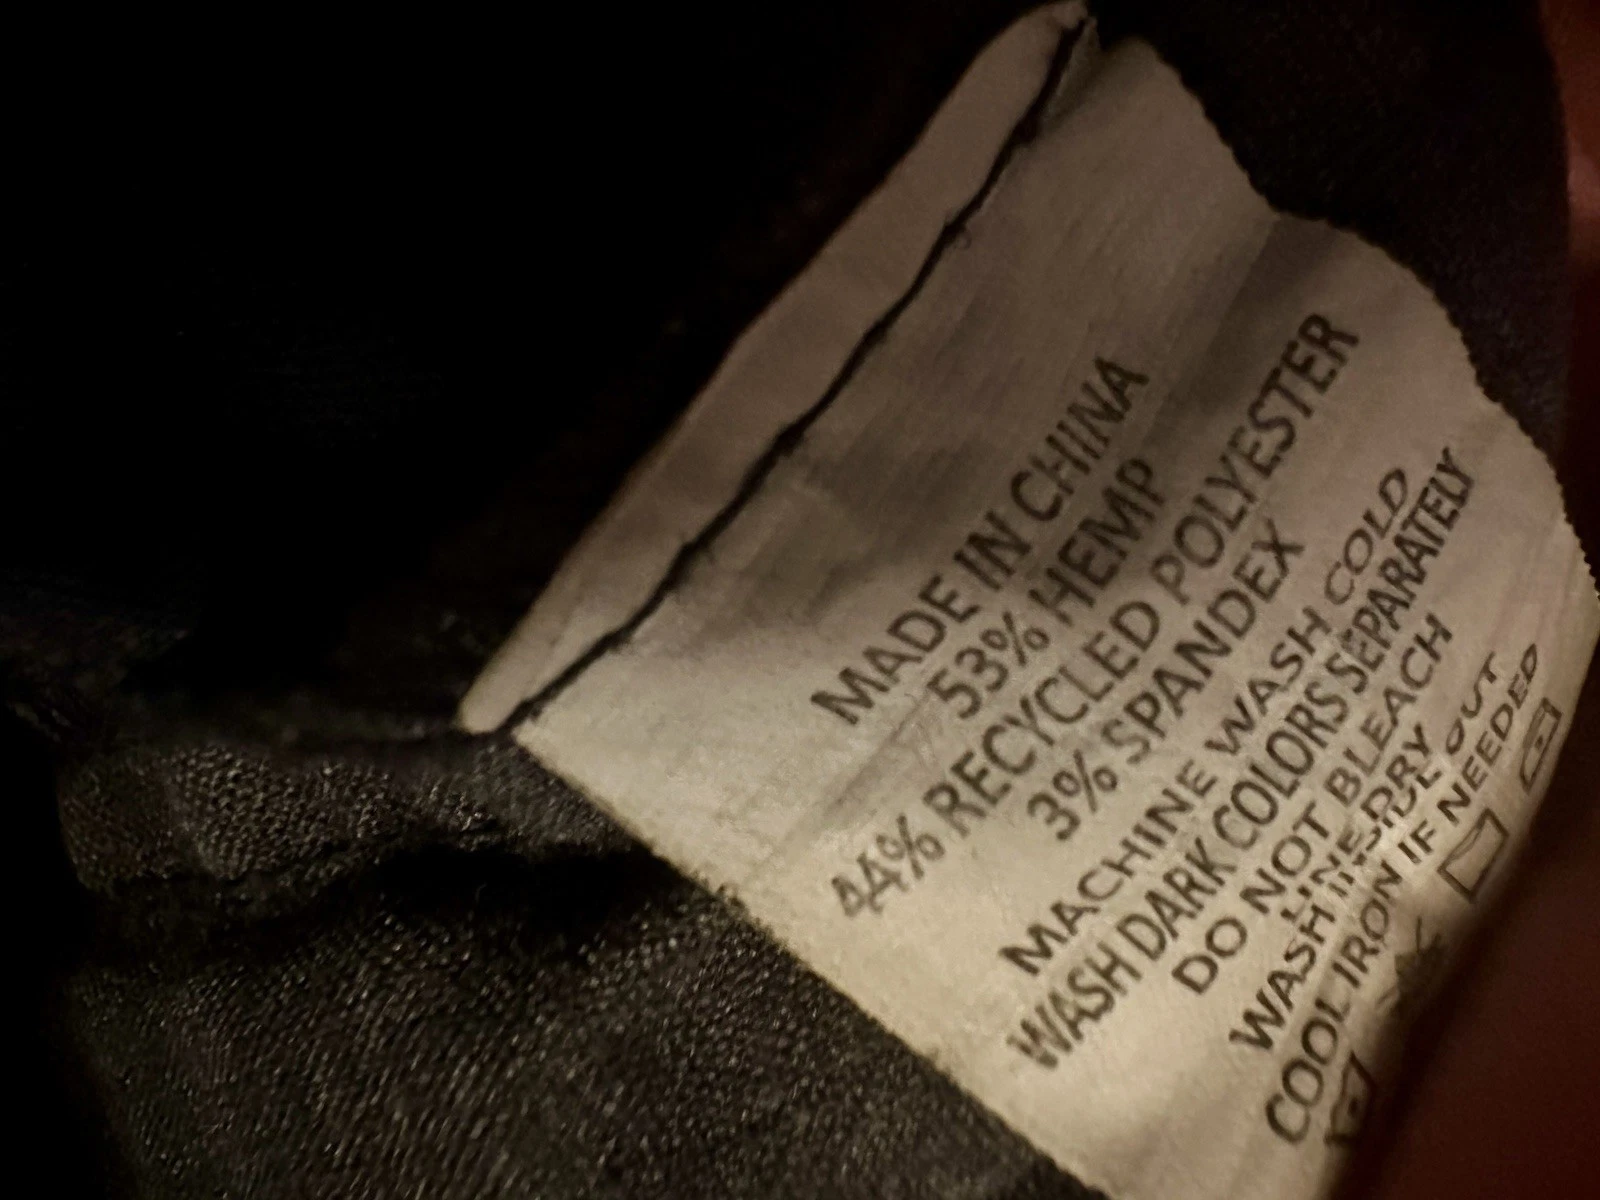 MADE IN CHINA
53% HEMP
44% RECYCLED POLYESTER
3% SPANDEX
MACHINE WASH COLD
WASH DARK COLORS SEPARATELY
DO NOT BLEACH
LINE DRY
WASH INSIDE OUT
COOL IRON IF NEEDED